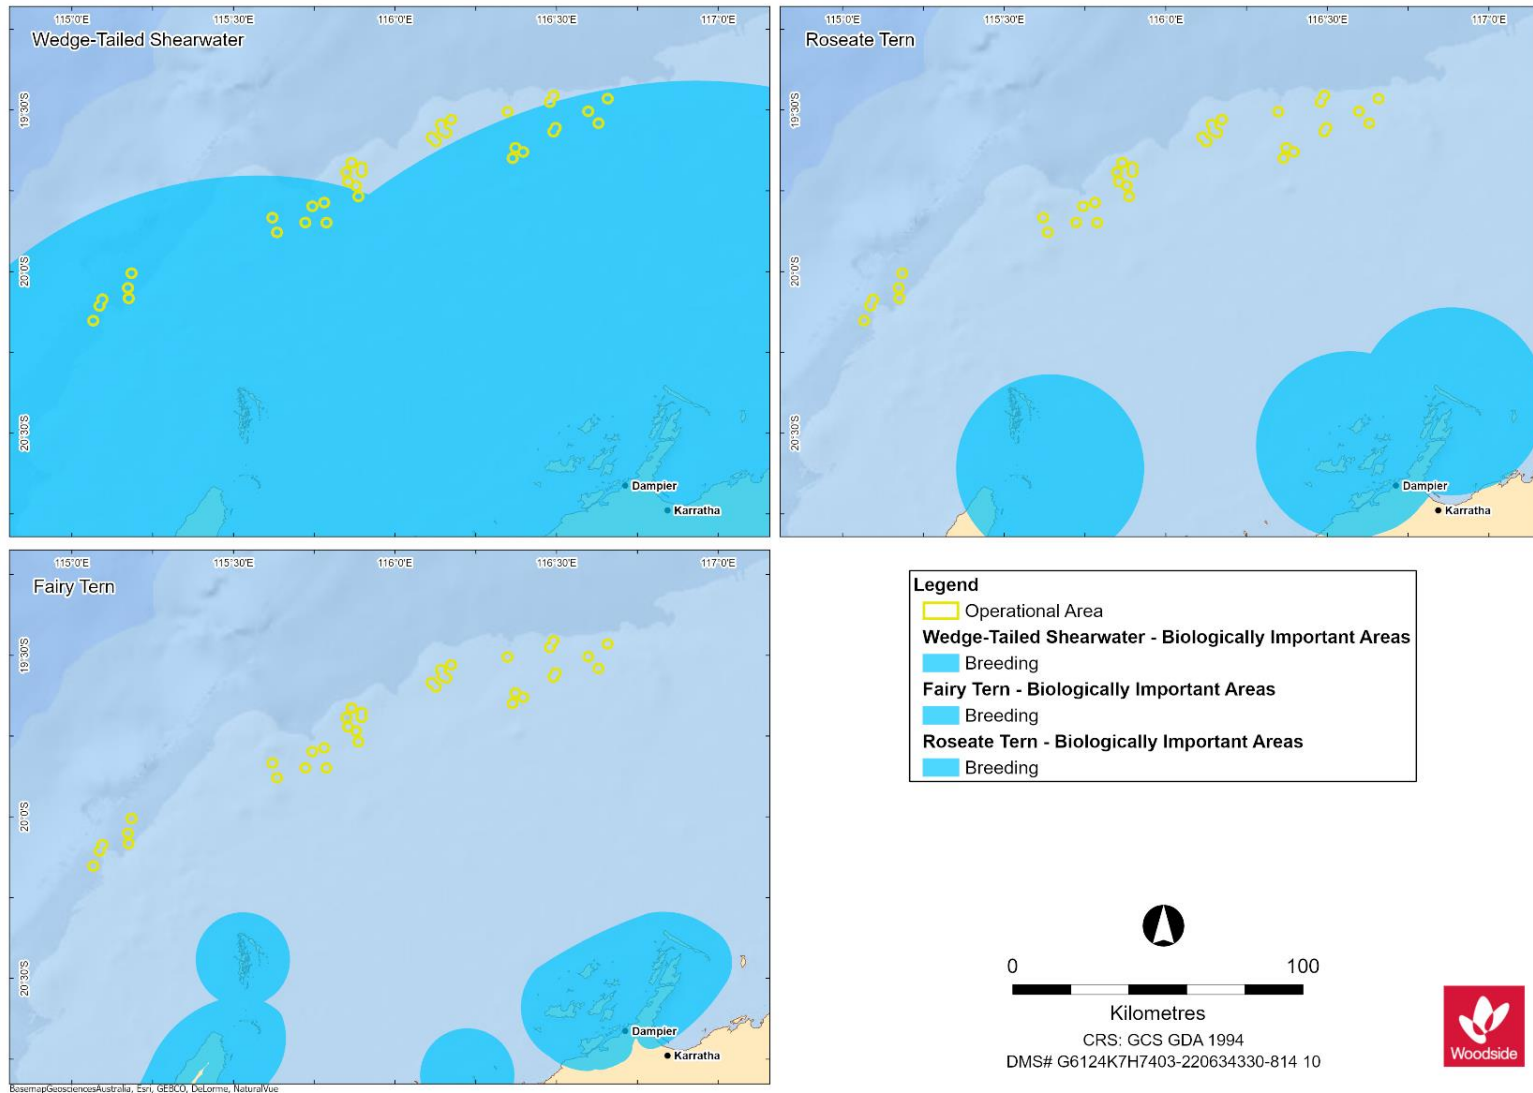 115°0'E 115°30'E 116°0'E 116°30'E 117°0'E
Wedge-Tailed Shearwater
19°30'S
20°0'S
20°30'S
Dampier
Karratha
115°0'E 115°30'E 116°0'E 116°30'E 117°0'E
Roseate Tern
19°30'S
20°0'S
20°30'S
Dampier
Karratha
115°0'E 115°30'E 116°0'E 116°30'E 117°0'E
Fairy Tern
19°30'S
20°0'S
20°30'S
Dampier
Karratha
BasemapGeosciencesAustralia, Esri, GEBCO, DeLorme, NaturalVue
Legend
Operational Area
Wedge-Tailed Shearwater - Biologically Important Areas
Breeding
Fairy Tern - Biologically Important Areas
Breeding
Roseate Tern - Biologically Important Areas
Breeding
0 100
Kilometres
CRS: GCS GDA 1994
DMS# G6124K7H7403-220634330-814 10
Woodside